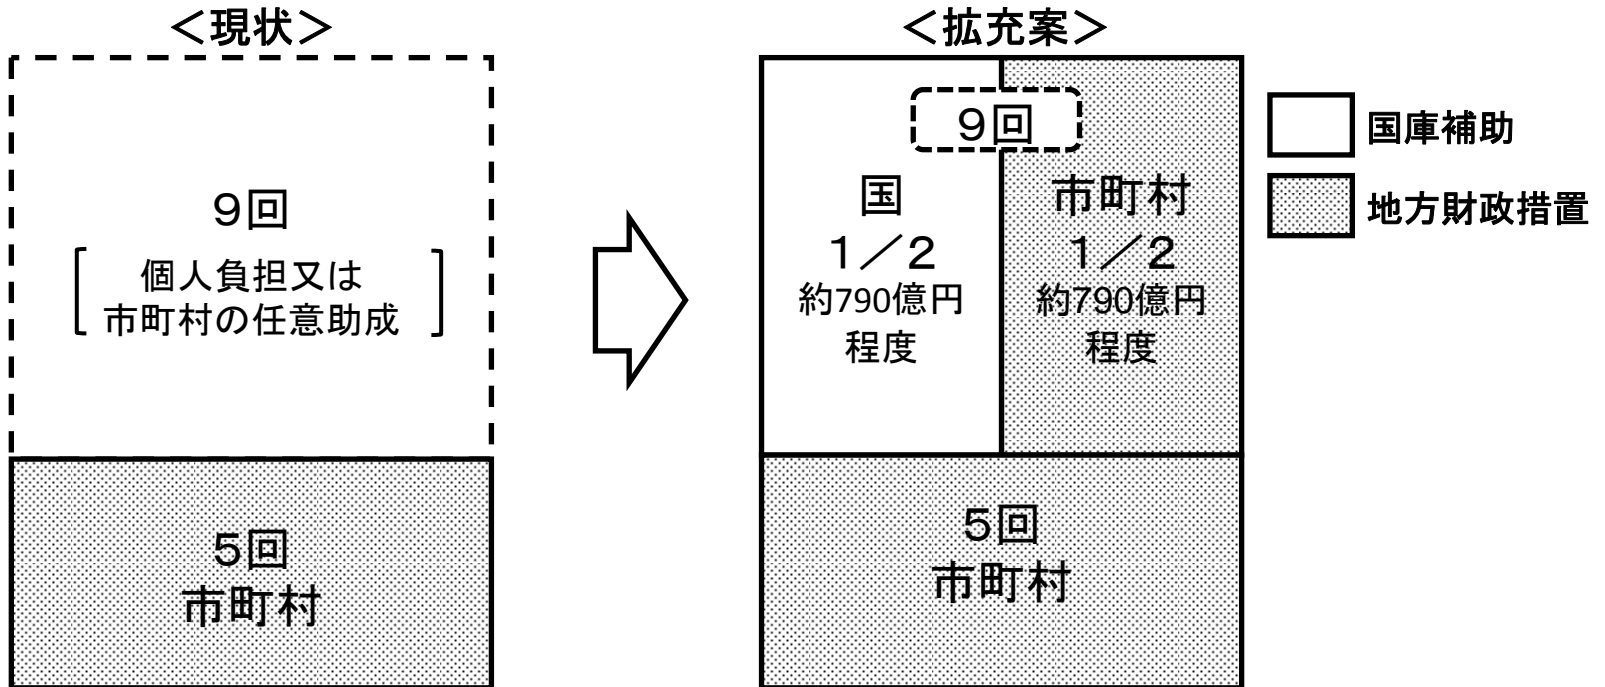 ＜現状＞
９回
個人負担又は
市町村の任意助成
５回
市町村
＜拡充案＞
９回
国
１／２
約790億円
程度
市町村
１／２
約790億円
程度
５回
市町村
国庫補助
地方財政措置